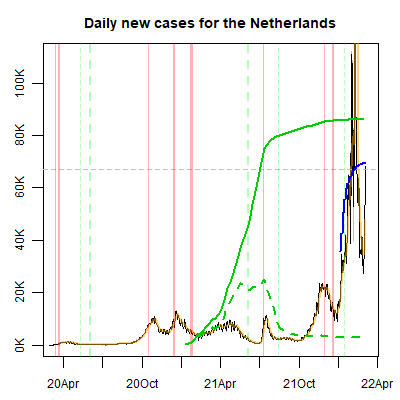 Daily new cases for the Netherlands
100K
80K
60K
40K
20K
0K
20Apr 20Oct 21Apr 21Oct 22Apr